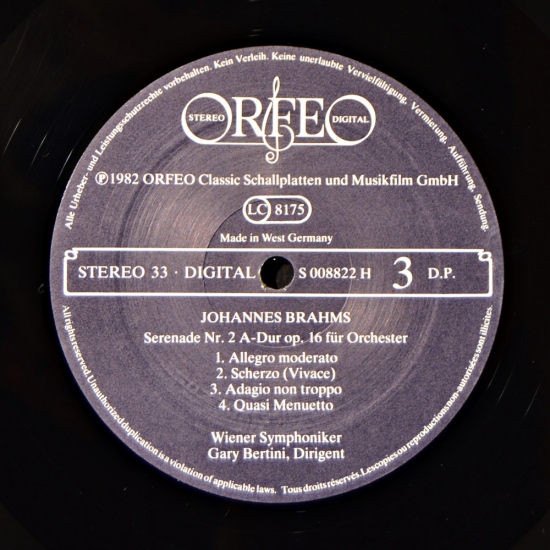 Alle Urheber- und Leistungsschutzrechte vorbehalten. Kein Verleih. Keine unerlaubte Vervielfältigung, Vermietung, Aufführung, Sendung.
STEREO ORFEO DIGITAL
Ⓟ1982 ORFEO Classic Schallplatten und Musikfilm GmbH
LC 8175
Made in West Germany
STEREO 33 · DIGITAL S 008822 H 3 D.P.
JOHANNES BRAHMS
Serenade Nr. 2 A-Dur op. 16 für Orchester
1. Allegro moderato
2. Scherzo (Vivace)
3. Adagio non troppo
4. Quasi Menuetto
Wiener Symphoniker
Gary Bertini, Dirigent
All rights reserved. Unauthorized duplication is a violation of applicable laws. Tous droits réservés. Les copies ou reproductions non-autorisées sont illicites.